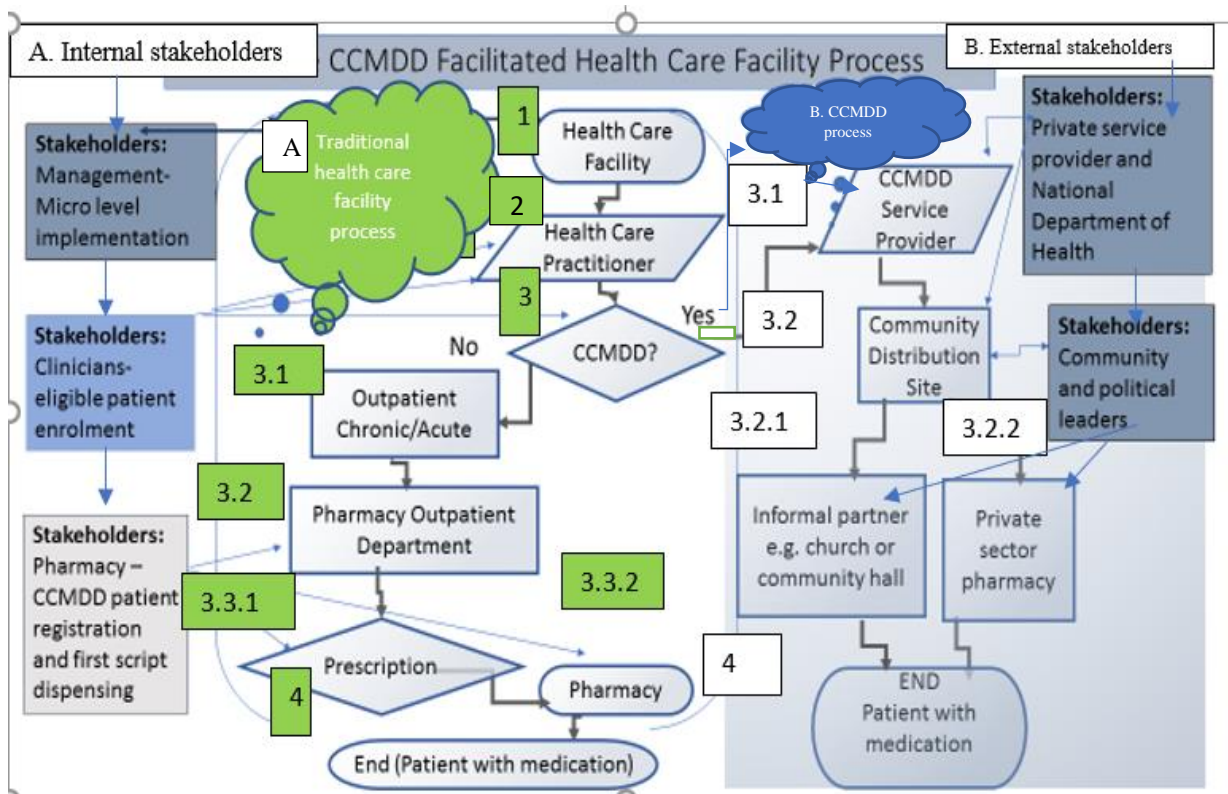 A. Internal stakeholders
CCMDD Facilitated Health Care Facility Process
B. External stakeholders
Stakeholders:
Management-
Micro level
implementation
Stakeholders:
Clinicians-
eligible patient
enrolment
Stakeholders:
Pharmacy –
CCMDD patient
registration
and first script
dispensing
A
Traditional
health care
facility
process
1
Health Care
Facility
2
Health Care
Practitioner
3
CCMDD?
No
Yes
3.1
Outpatient
Chronic/Acute
3.2
Pharmacy Outpatient
Department
3.3.1
3.3.2
Prescription
4
Pharmacy
End (Patient with medication)
B. CCMDD
process
3.1
CCMDD
Service
Provider
3.2
Community
Distribution
Site
3.2.1
3.2.2
Informal partner
e.g. church or
community hall
Private
sector
pharmacy
4
END
Patient with
medication
Stakeholders:
Private service
provider and
National
Department of
Health
Stakeholders:
Community
and political
leaders